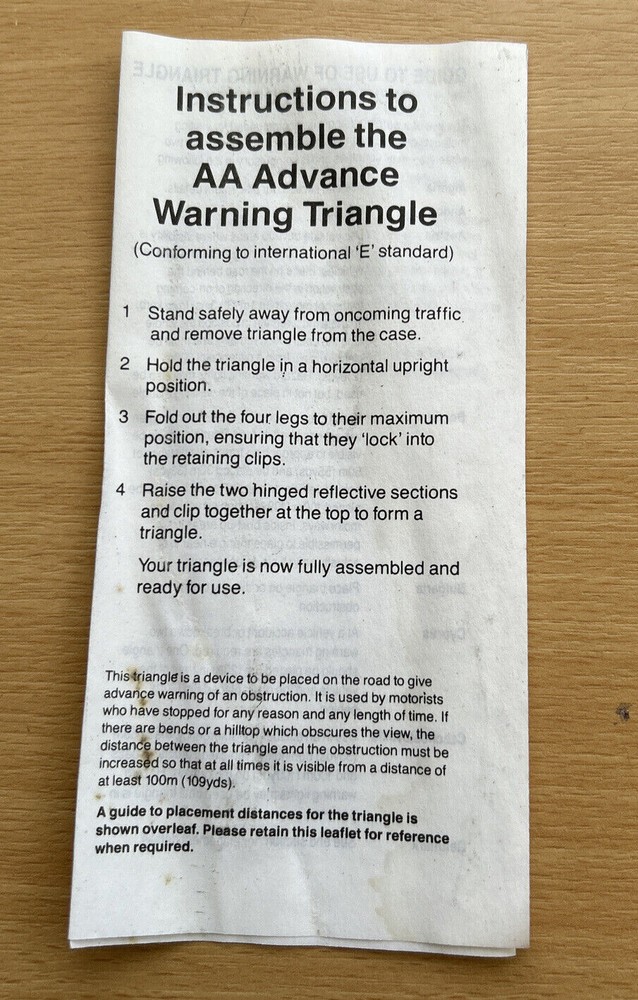 Instructions to
assemble the
AA Advance
Warning Triangle
(Conforming to international 'E' standard)
1 Stand safely away from oncoming traffic
and remove triangle from the case.
2 Hold the triangle in a horizontal upright
position.
3 Fold out the four legs to their maximum
position, ensuring that they 'lock' into
the retaining clips.
4 Raise the two hinged reflective sections
and clip together at the top to form a
triangle.
Your triangle is now fully assembled and
ready for use.
This triangle is a device to be placed on the road to give
advance warning of an obstruction. It is used by motorists
who have stopped for any reason and any length of time. If
there are bends or a hilltop which obscures the view, the
distance between the triangle and the obstruction must be
increased so that at all times it is visible from a distance of
at least 100m (109yds).
A guide to placement distances for the triangle is
shown overleaf. Please retain this leaflet for reference
when required.